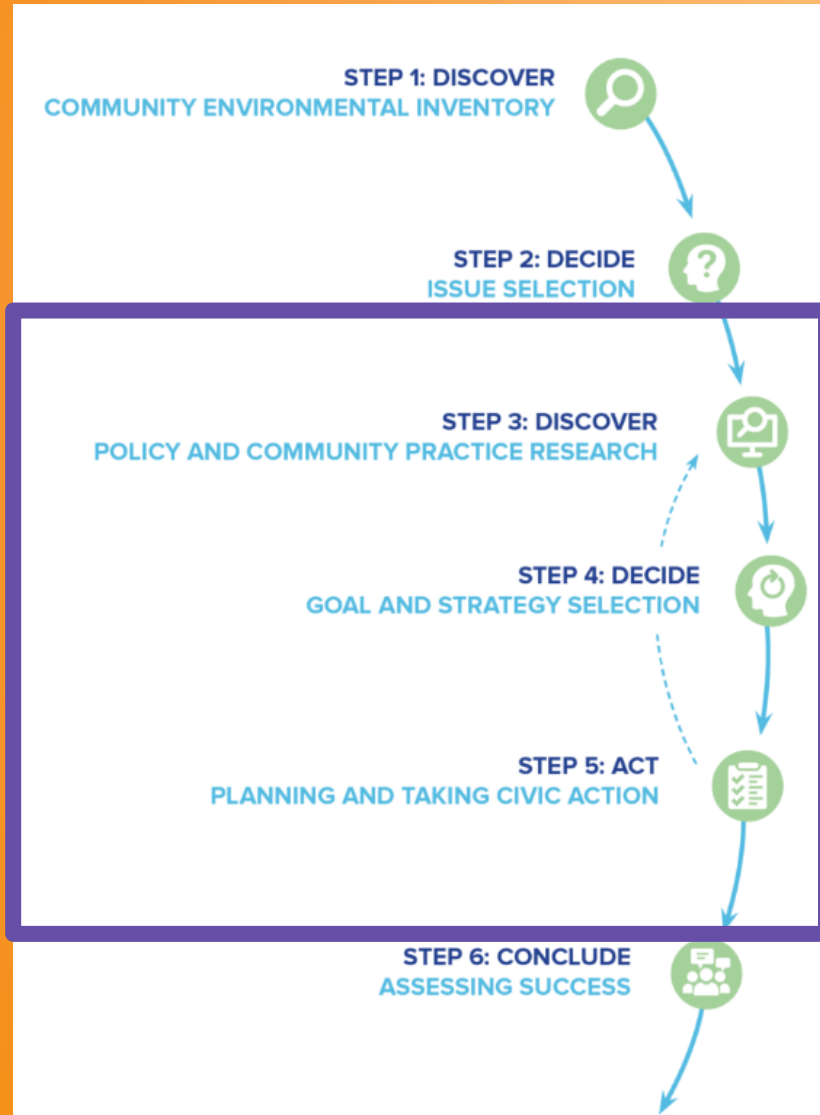 STEP 1: DISCOVER
COMMUNITY ENVIRONMENTAL INVENTORY
STEP 2: DECIDE
ISSUE SELECTION
?
STEP 3: DISCOVER
POLICY AND COMMUNITY PRACTICE RESEARCH
STEP 4: DECIDE
GOAL AND STRATEGY SELECTION
STEP 5: ACT
PLANNING AND TAKING CIVIC ACTION
STEP 6: CONCLUDE
ASSESSING SUCCESS